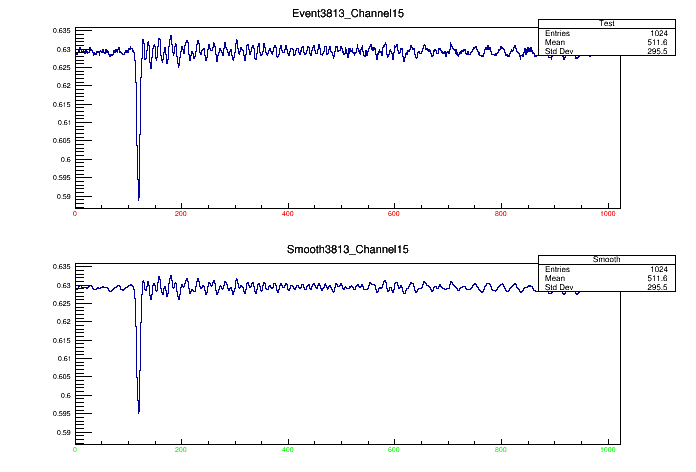 Event3813_Channel15
Test
Entries 1024
Mean 511.6
Std Dev 295.5
0.635
0.63
0.625
0.62
0.615
0.61
0.605
0.6
0.595
0.59
0 200 400 600 800 1000
Smooth3813_Channel15
Smooth
Entries 1024
Mean 511.6
Std Dev 295.5
0.635
0.63
0.625
0.62
0.615
0.61
0.605
0.6
0.595
0.59
0 200 400 600 800 1000